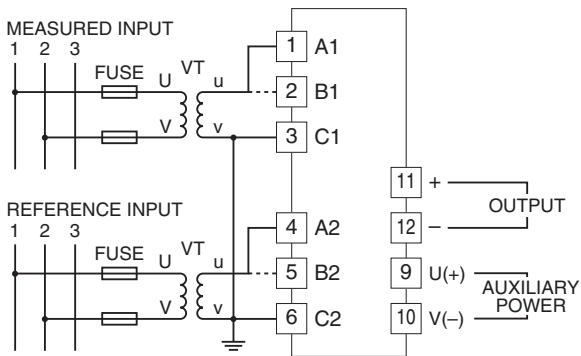 MEASURED INPUT
1 2 3
FUSE
U VT u
V v
1 A1
2 B1
3 C1
11 +
OUTPUT
12 −
REFERENCE INPUT
1 2 3
FUSE
U VT u
V v
4 A2
5 B2
6 C2
9 U(+)
AUXILIARY
POWER
10 V(−)